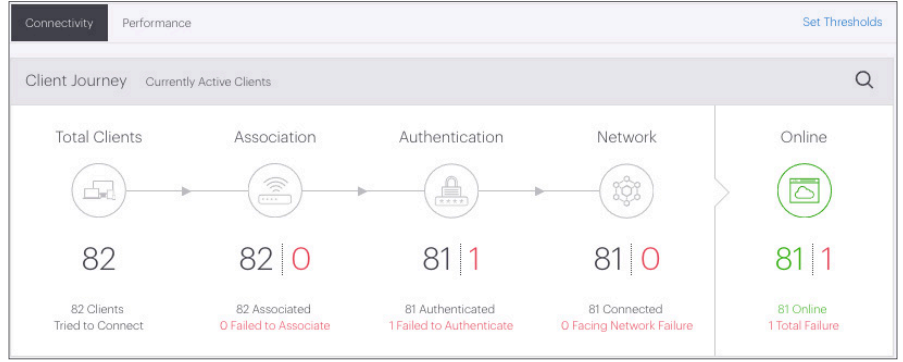 Connectivity Performance Set Thresholds
Client Journey Currently Active Clients
Total Clients Association Authentication Network Online
82 82 0 81 1 81 0 81 1
82 Clients 82 Associated 81 Authenticated 81 Connected 81 Online
Tried to Connect 0 Failed to Associate 1 Failed to Authenticate 0 Facing Network Failure 1 Total Failure